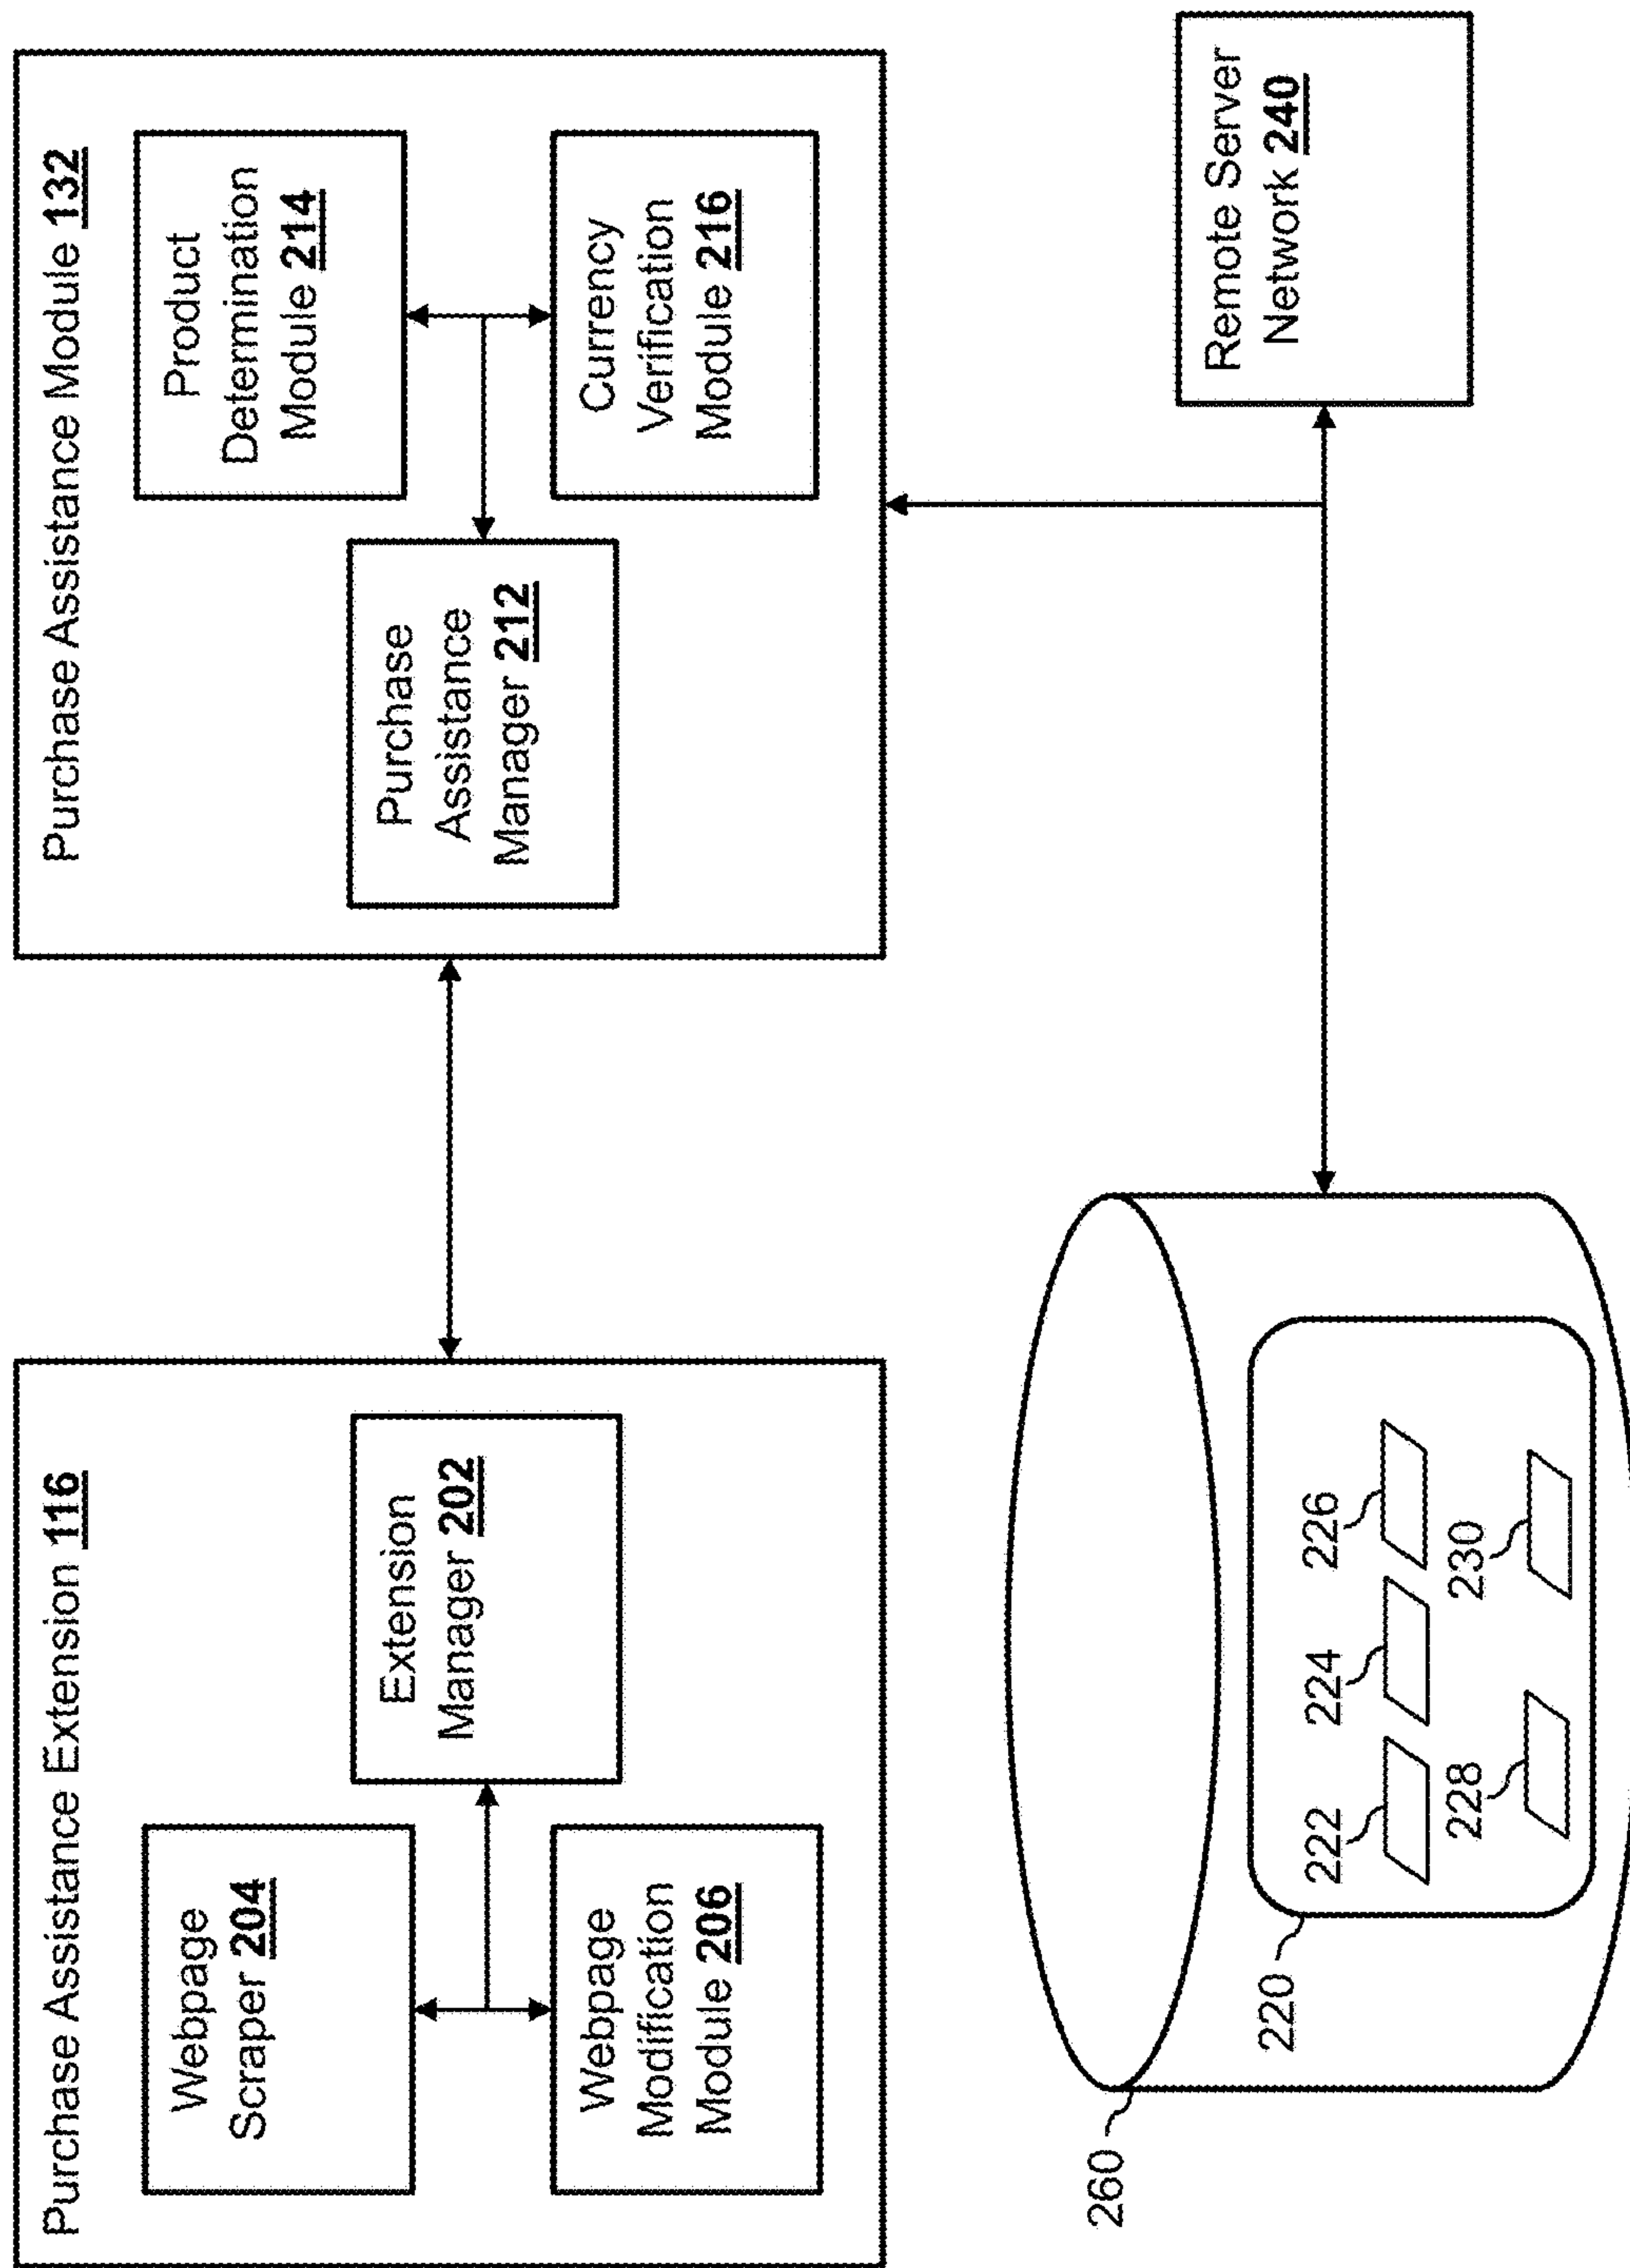 Purchase Assistance Extension 116
Webpage
Scraper 204
Extension
Manager 202
Webpage
Modification
Module 206
Purchase Assistance Module 132
Product
Determination
Module 214
Purchase
Assistance
Manager 212
Currency
Verification
Module 216
260
220
222
224
226
228
230
Remote Server
Network 240